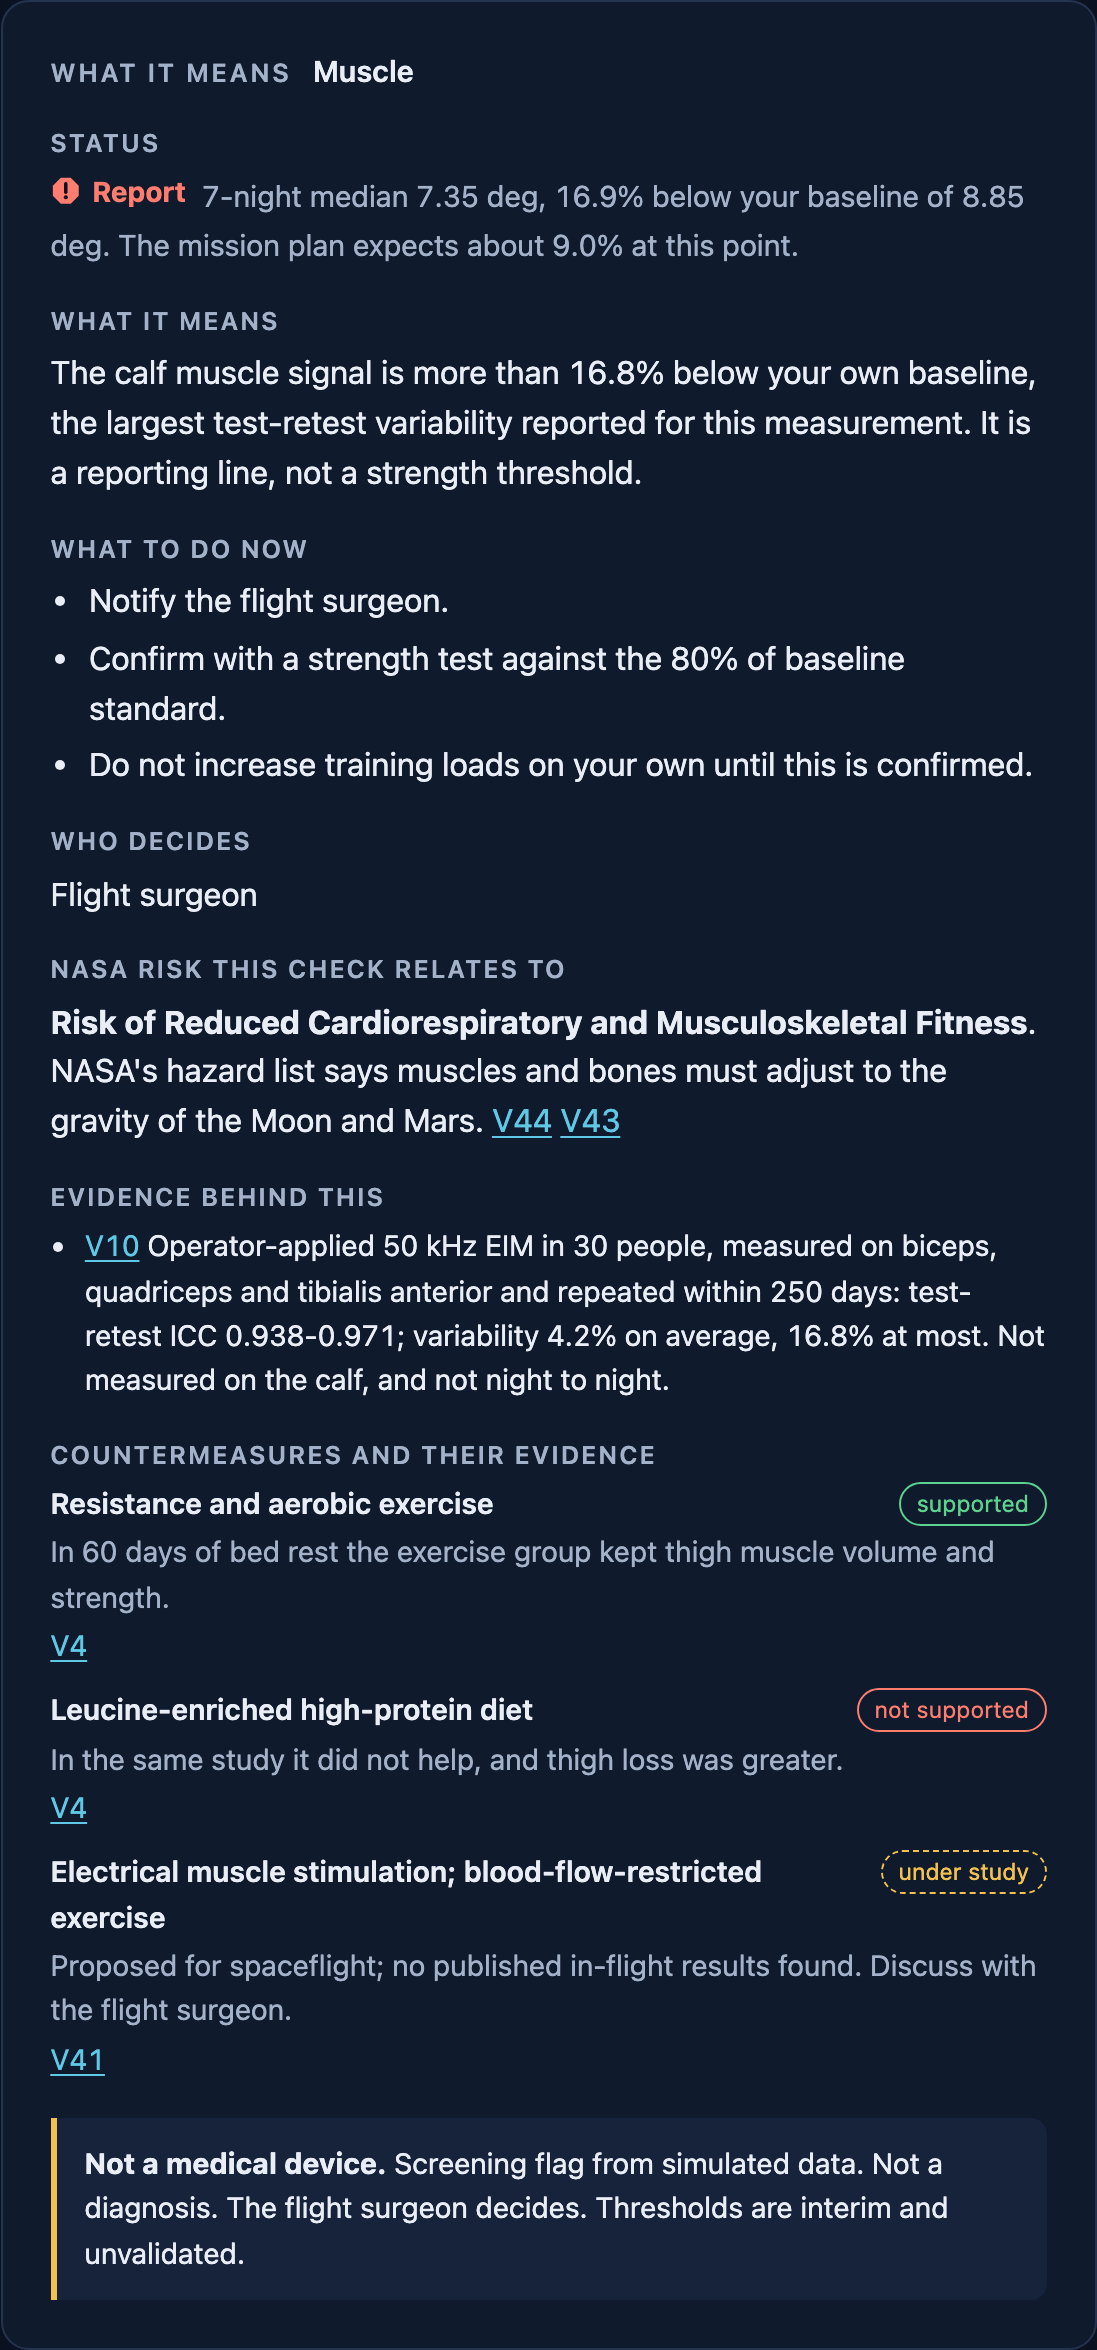 WHAT IT MEANS Muscle
STATUS
Report 7-night median 7.35 deg, 16.9% below your baseline of 8.85
deg. The mission plan expects about 9.0% at this point.
WHAT IT MEANS
The calf muscle signal is more than 16.8% below your own baseline,
the largest test-retest variability reported for this measurement. It is
a reporting line, not a strength threshold.
WHAT TO DO NOW
• Notify the flight surgeon.
• Confirm with a strength test against the 80% of baseline
standard.
• Do not increase training loads on your own until this is confirmed.
WHO DECIDES
Flight surgeon
NASA RISK THIS CHECK RELATES TO
Risk of Reduced Cardiorespiratory and Musculoskeletal Fitness.
NASA's hazard list says muscles and bones must adjust to the
gravity of the Moon and Mars. V44 V43
EVIDENCE BEHIND THIS
• V10 Operator-applied 50 kHz EIM in 30 people, measured on biceps,
quadriceps and tibialis anterior and repeated within 250 days: test-
retest ICC 0.938-0.971; variability 4.2% on average, 16.8% at most. Not
measured on the calf, and not night to night.
COUNTERMEASURES AND THEIR EVIDENCE
Resistance and aerobic exercise supported
In 60 days of bed rest the exercise group kept thigh muscle volume and
strength.
V4
Leucine-enriched high-protein diet not supported
In the same study it did not help, and thigh loss was greater.
V4
Electrical muscle stimulation; blood-flow-restricted under study
exercise
Proposed for spaceflight; no published in-flight results found. Discuss with
the flight surgeon.
V41
Not a medical device. Screening flag from simulated data. Not a
diagnosis. The flight surgeon decides. Thresholds are interim and
unvalidated.